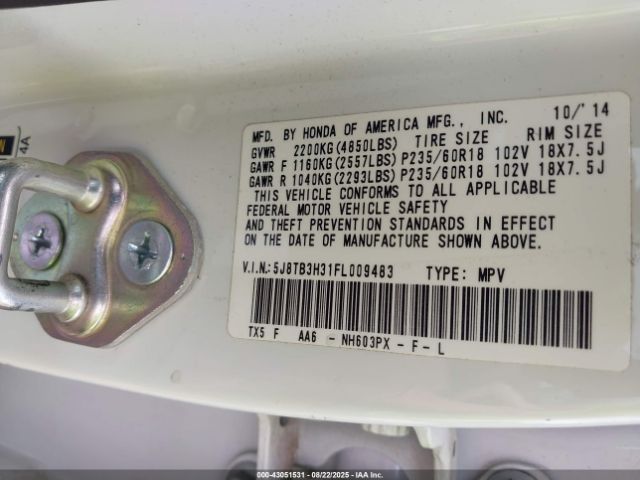 MFD. BY HONDA OF AMERICA MFG., INC. 10/'14
GVWR 2200KG(4850LBS) TIRE SIZE RIM SIZE
GAWR F 1160KG(2557LBS) P235/60R18 102V 18X7.5J
GAWR R 1040KG(2293LBS) P235/60R18 102V 18X7.5J
THIS VEHICLE CONFORMS TO ALL APPLICABLE
FEDERAL MOTOR VEHICLE SAFETY
AND THEFT PREVENTION STANDARDS IN EFFECT
ON THE DATE OF MANUFACTURE SHOWN ABOVE.
V.I.N.:5J8TB3H31FL009483 TYPE: MPV
TX5 F AA6 - NH603PX - F - L
4A
000-43051531 - 08/22/2025 - IAAI.COM